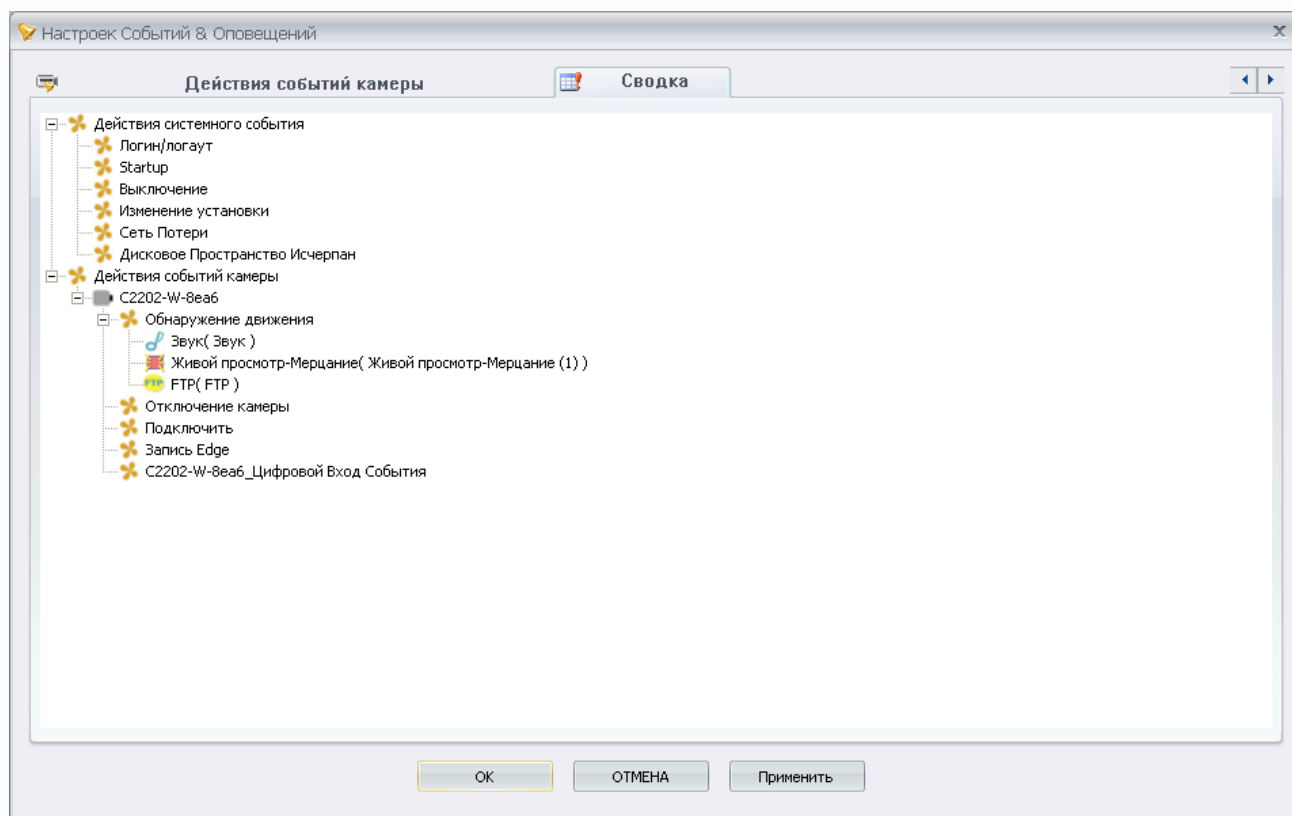 Настроек Событий & Оповещений
Действия событий камеры Сводка
Действия системного события
Логин/логаут
Startup
Выключение
Изменение установки
Сеть Потери
Дисковое Пространство Исчерпан
Действия событий камеры
C2202-W-8ea6
Обнаружение движения
Звук( Звук )
Живой просмотр-Мерцание( Живой просмотр-Мерцание (1) )
FTP FTP( FTP )
Отключение камеры
Подключить
Запись Edge
C2202-W-8ea6_Цифровой Вход События
OK ОТМЕНА Применить